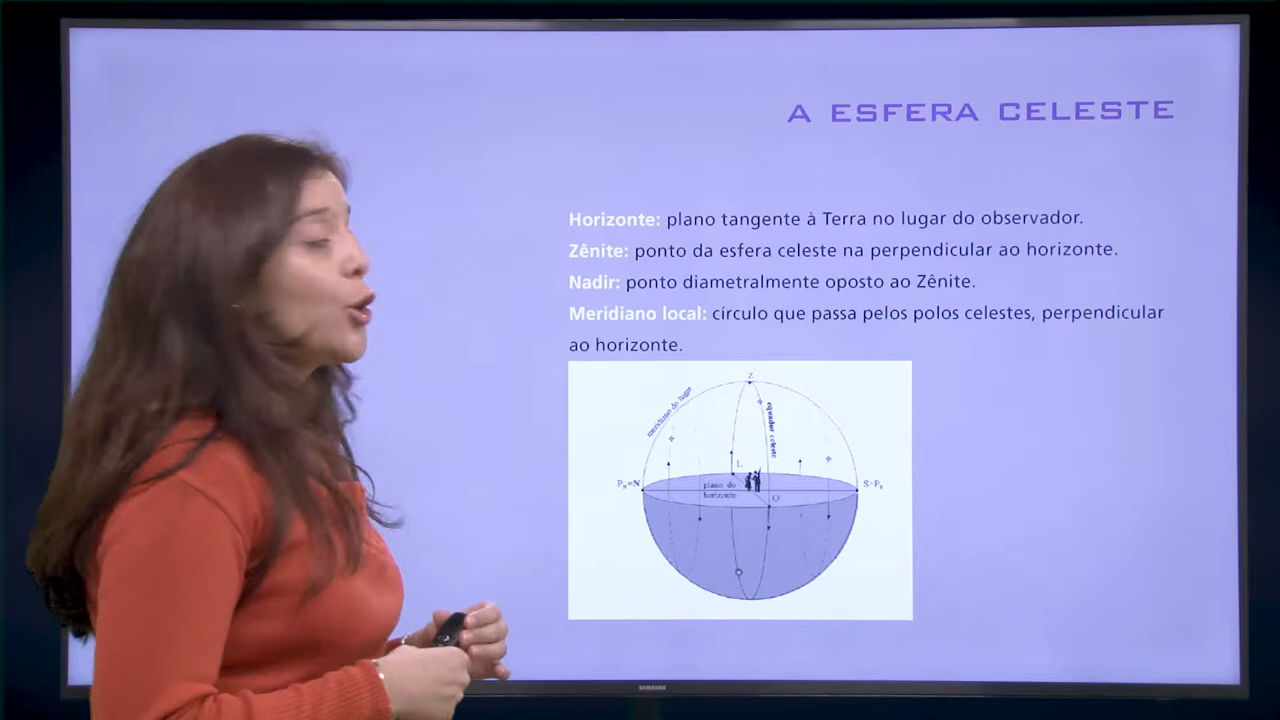 A ESFERA CELESTE
Horizonte: plano tangente à Terra no lugar do observador.
Zênite: ponto da esfera celeste na perpendicular ao horizonte.
Nadir: ponto diametralmente oposto ao Zênite.
Meridiano local: círculo que passa pelos polos celestes, perpendicular
ao horizonte.
Z
meridiano do lugar
equador celeste
L
PN=N
plano do
horizonte
S=PS
O
SAMSUNG